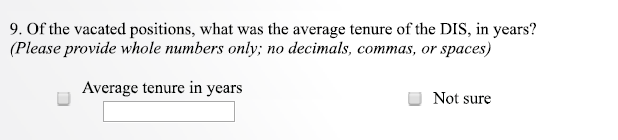 9. Of the vacated positions, what was the average tenure of the DIS, in years?
(Please provide whole numbers only; no decimals, commas, or spaces)
Average tenure in years
Not sure